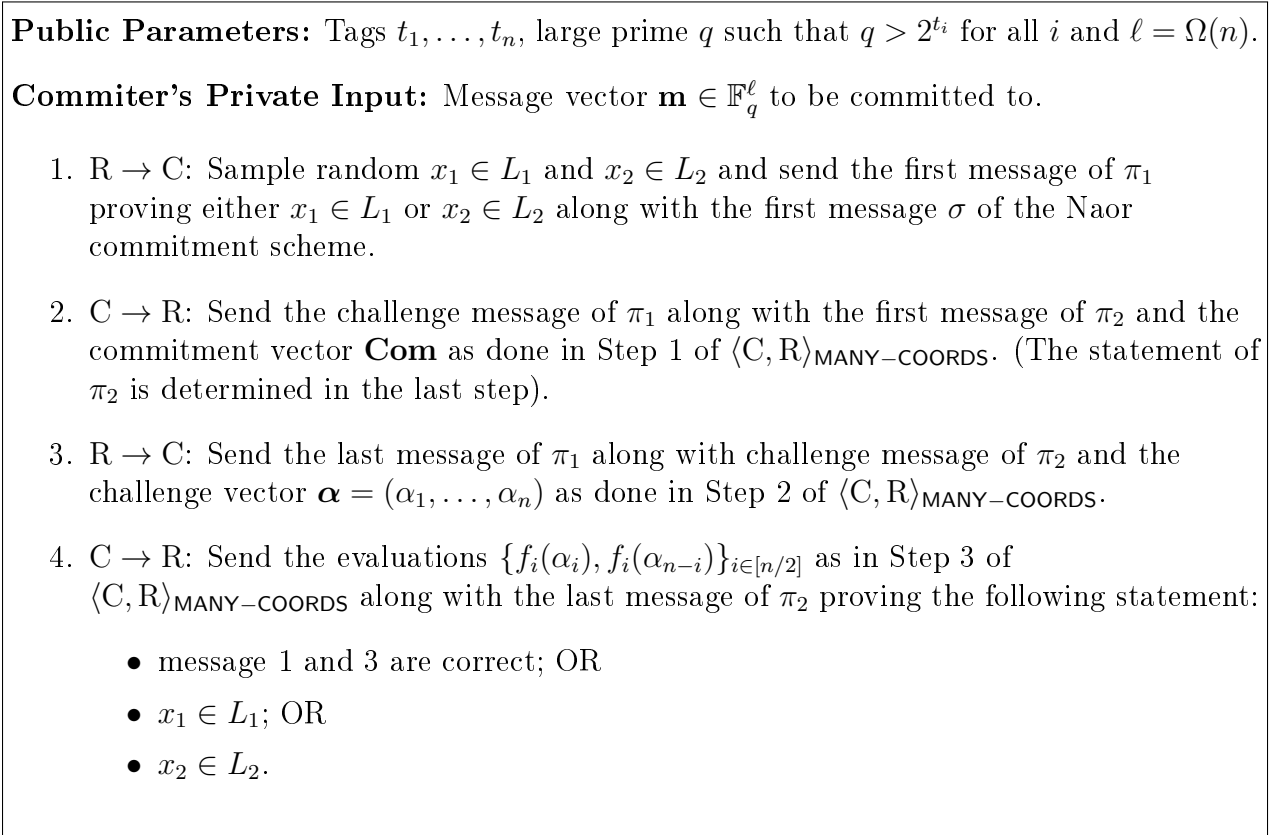 Public Parameters: Tags t₁, . . . , tₙ, large prime q such that q > 2^{t_i} for all i and ℓ = Ω(n).
Commiter's Private Input: Message vector m ∈ 𝔽_q^ℓ to be committed to.
1. R → C: Sample random x₁ ∈ L₁ and x₂ ∈ L₂ and send the first message of π₁
proving either x₁ ∈ L₁ or x₂ ∈ L₂ along with the first message σ of the Naor
commitment scheme.
2. C → R: Send the challenge message of π₁ along with the first message of π₂ and the
commitment vector Com as done in Step 1 of ⟨C, R⟩_{MANY−COORDS}. (The statement of
π₂ is determined in the last step).
3. R → C: Send the last message of π₁ along with challenge message of π₂ and the
challenge vector α = (α₁, . . . , αₙ) as done in Step 2 of ⟨C, R⟩_{MANY−COORDS}.
4. C → R: Send the evaluations {f_i(α_i), f_i(α_{n−i})}_{i∈[n/2]} as in Step 3 of
⟨C, R⟩_{MANY−COORDS} along with the last message of π₂ proving the following statement:
• message 1 and 3 are correct; OR
• x₁ ∈ L₁; OR
• x₂ ∈ L₂.